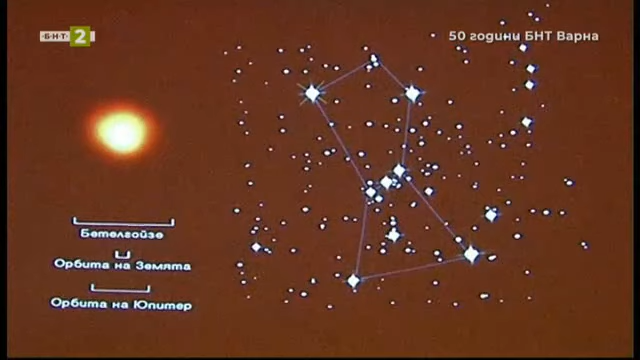 БНТ 2
50 години БНТ Варна
Бетелгойзе
Орбита на Земята
Орбита на Юпитер